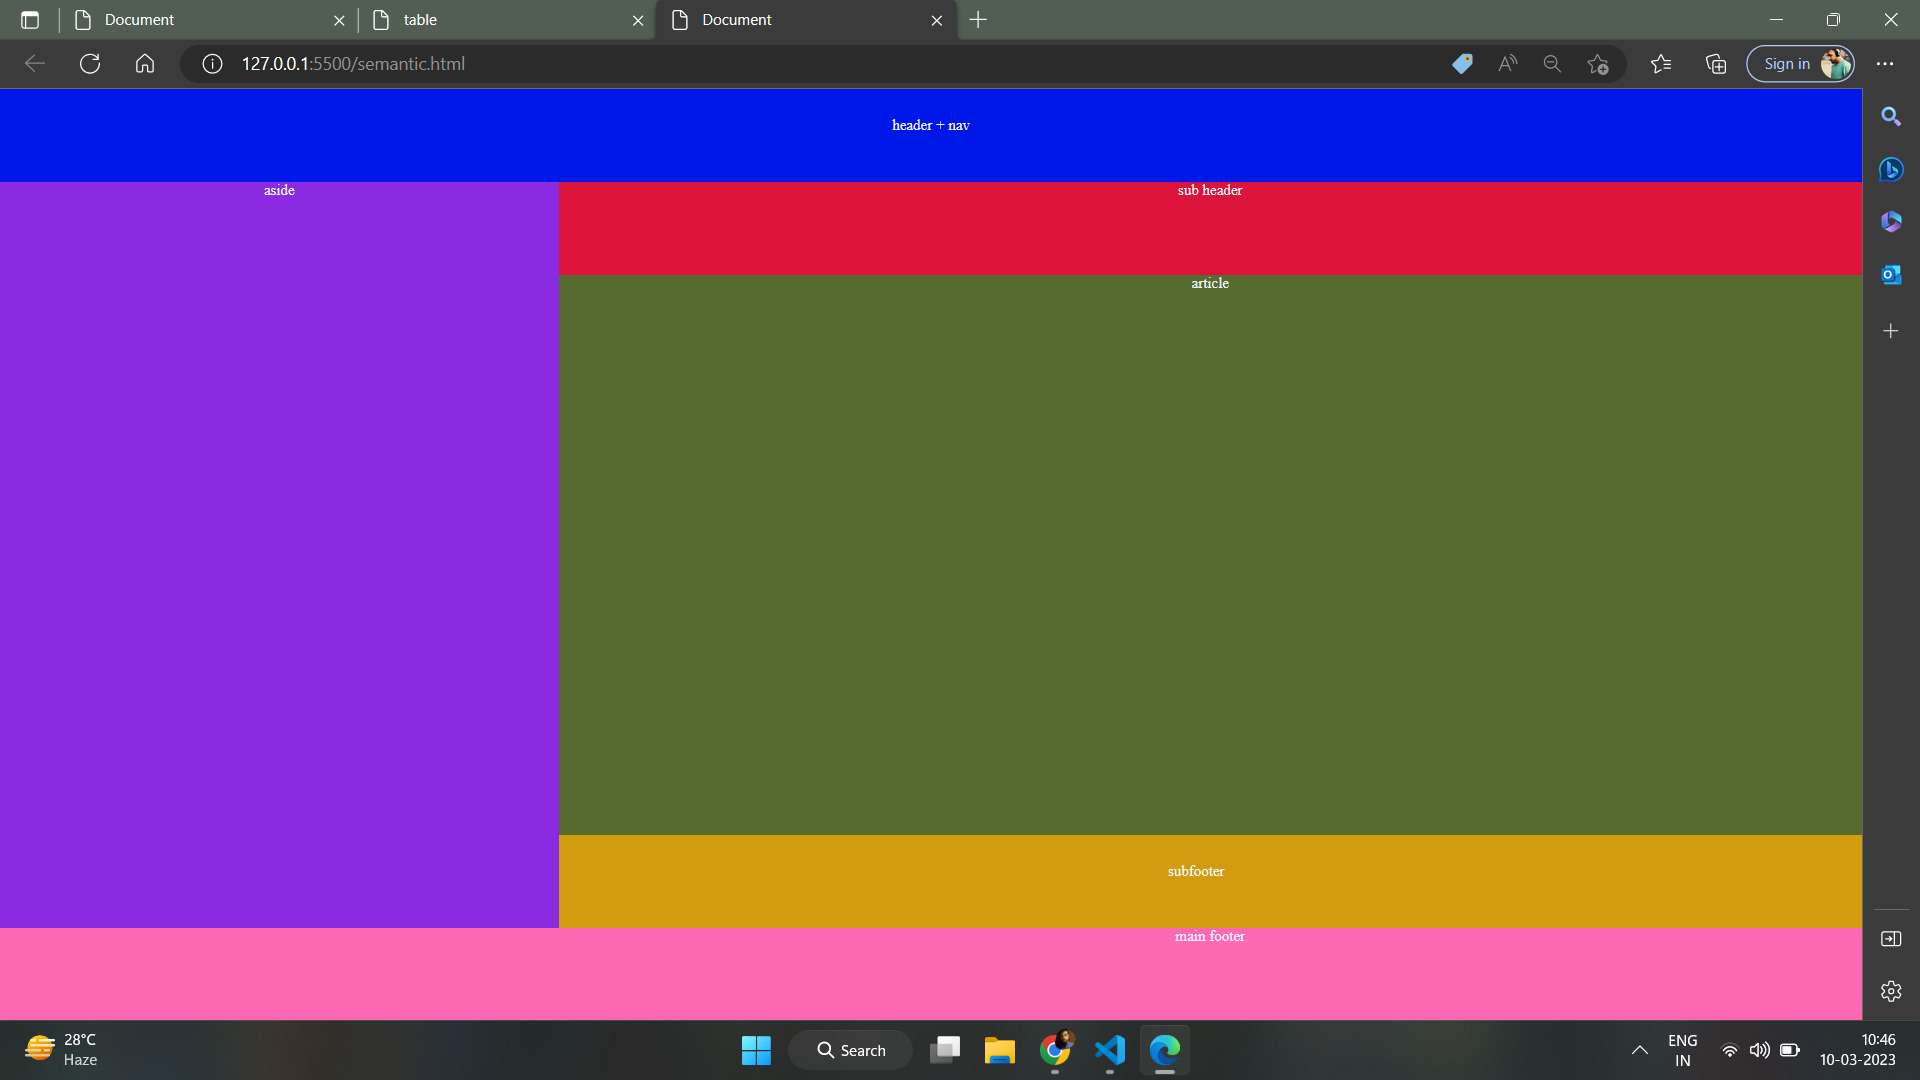 Document
table
Document
127.0.0.1:5500/semantic.html
Sign in
header + nav
aside
sub header
article
subfooter
main footer
28°C
Haze
Search
ENG
IN
10:46
10-03-2023